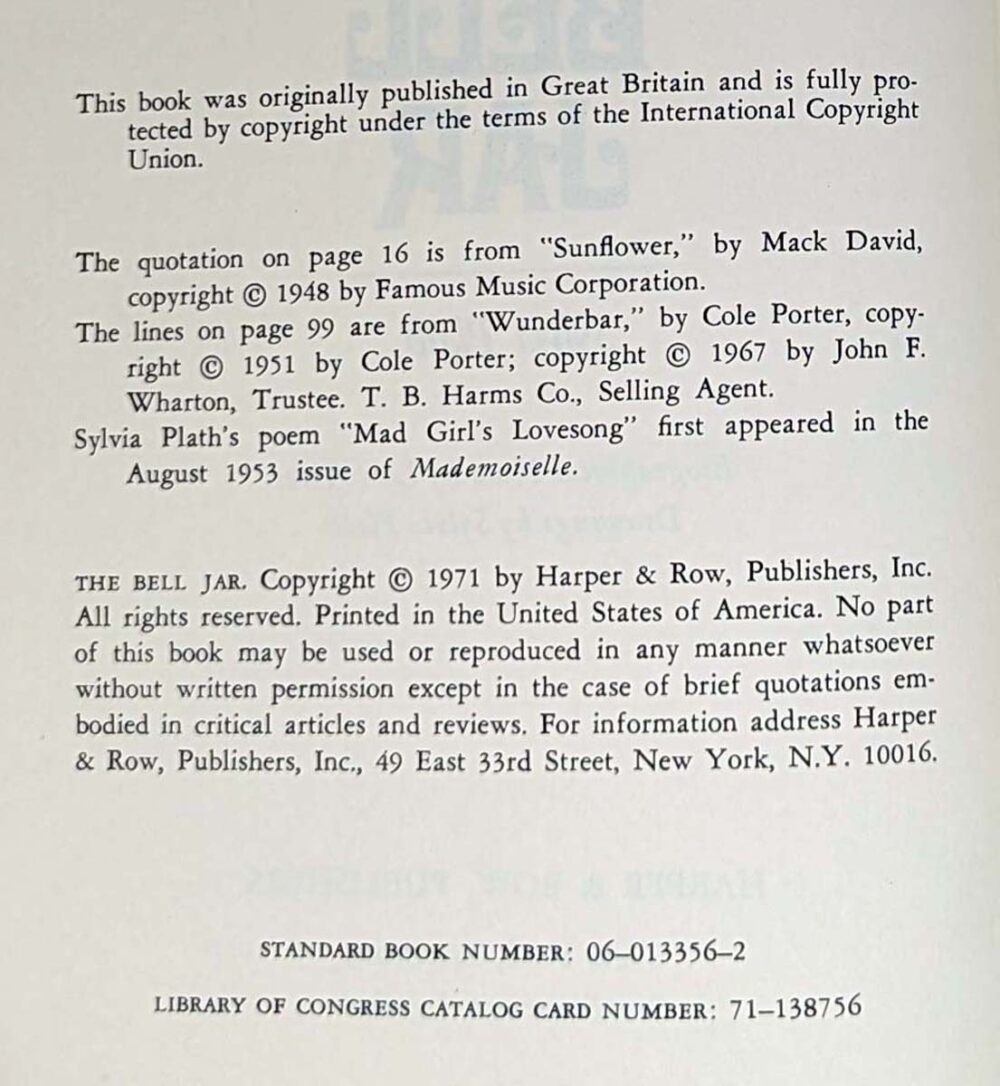 This book was originally published in Great Britain and is fully pro-
tected by copyright under the terms of the International Copyright
Union.
The quotation on page 16 is from "Sunflower," by Mack David,
copyright © 1948 by Famous Music Corporation.
The lines on page 99 are from "Wunderbar," by Cole Porter, copy-
right © 1951 by Cole Porter; copyright © 1967 by John F.
Wharton, Trustee. T. B. Harms Co., Selling Agent.
Sylvia Plath's poem "Mad Girl's Lovesong" first appeared in the
August 1953 issue of Mademoiselle.
THE BELL JAR. Copyright © 1971 by Harper & Row, Publishers, Inc.
All rights reserved. Printed in the United States of America. No part
of this book may be used or reproduced in any manner whatsoever
without written permission except in the case of brief quotations em-
bodied in critical articles and reviews. For information address Harper
& Row, Publishers, Inc., 49 East 33rd Street, New York, N.Y. 10016.
STANDARD BOOK NUMBER: 06–013356–2
LIBRARY OF CONGRESS CATALOG CARD NUMBER: 71–138756